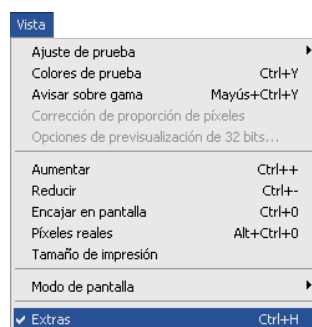 Vista
Ajuste de prueba
Colores de prueba Ctrl+Y
Avisar sobre gama Mayús+Ctrl+Y
Corrección de proporción de píxeles
Opciones de previsualización de 32 bits...
Aumentar Ctrl++
Reducir Ctrl+-
Encajar en pantalla Ctrl+0
Píxeles reales Alt+Ctrl+0
Tamaño de impresión
Modo de pantalla
Extras Ctrl+H